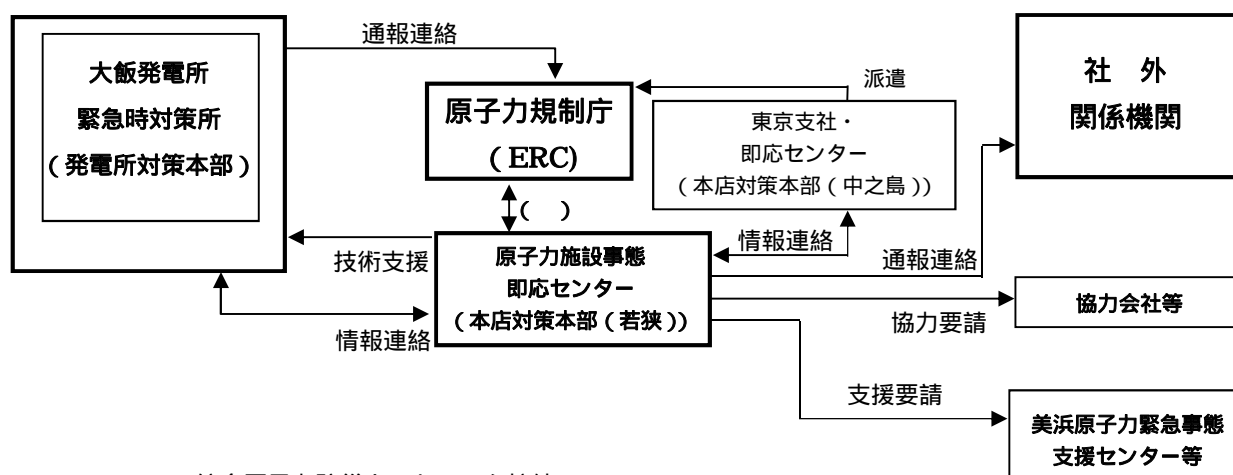 通報連絡
大飯発電所
緊急時対策所
(発電所対策本部)
原子力規制庁
(ERC)
派遣
東京支社・
即応センター
(本店対策本部(中之島))
社 外
関係機関
( )
技術支援
情報連絡
原子力施設事態
即応センター
(本店対策本部(若狭))
情報連絡
通報連絡
協力会社等
協力要請
支援要請
美浜原子力緊急事態
支援センター等